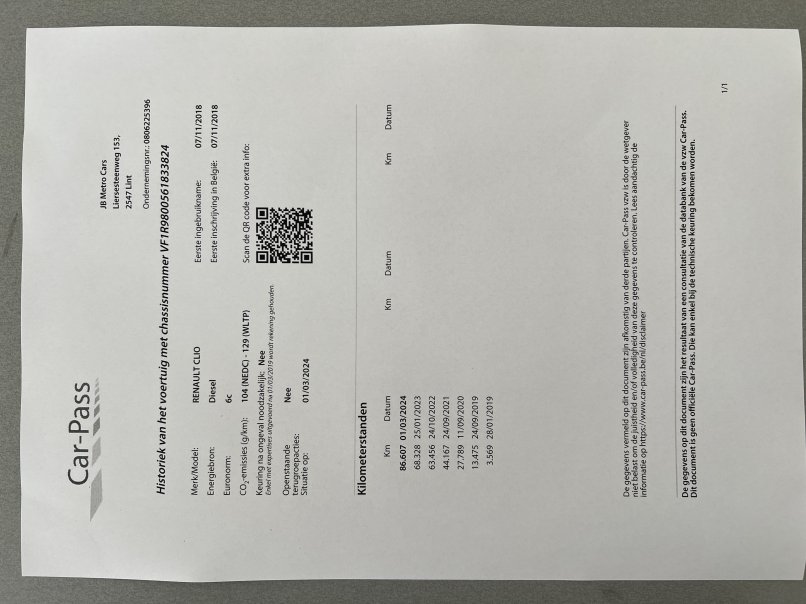 Car-Pass
JB Metro Cars
Liersesteenweg 153,
2547 Lint
Ondernemingsnr.: 0806225396
Historiek van het voertuig met chassisnummer VF1R9800561833824
Merk/Model: RENAULT CLIO
Energiebron: Diesel
Euronorm: 6c
CO2-emissies (g/km): 104 (NEDC) - 129 (WLTP)
Keuring na ongeval noodzakelijk: Nee
Enkel met expertises uitgevoerd na 01/03/2019 wordt rekening gehouden.
Openstaande
terugroepacties: Nee
Situatie op: 01/03/2024
Eerste ingebruikname: 07/11/2018
Eerste inschrijving in België: 07/11/2018
Scan de QR code voor extra info:
Kilometerstanden
Km Datum Km Datum Km Datum
86.607 01/03/2024
68.328 25/01/2023
63.456 24/10/2022
44.167 24/09/2021
27.789 11/09/2020
13.475 24/09/2019
3.569 28/01/2019
De gegevens vermeld op dit document zijn afkomstig van derde partijen. Car-Pass vzw is door de wetgever
niet belast om de juistheid en/of volledigheid van deze gegevens te controleren. Lees aandachtig de
informatie op https://www.car-pass.be/nl/disclaimer
De gegevens op dit document zijn het resultaat van een consultatie van de databank van de vzw Car-Pass.
Dit document is geen officiële Car-Pass. Die kan enkel bij de technische keuring bekomen worden.
1/1